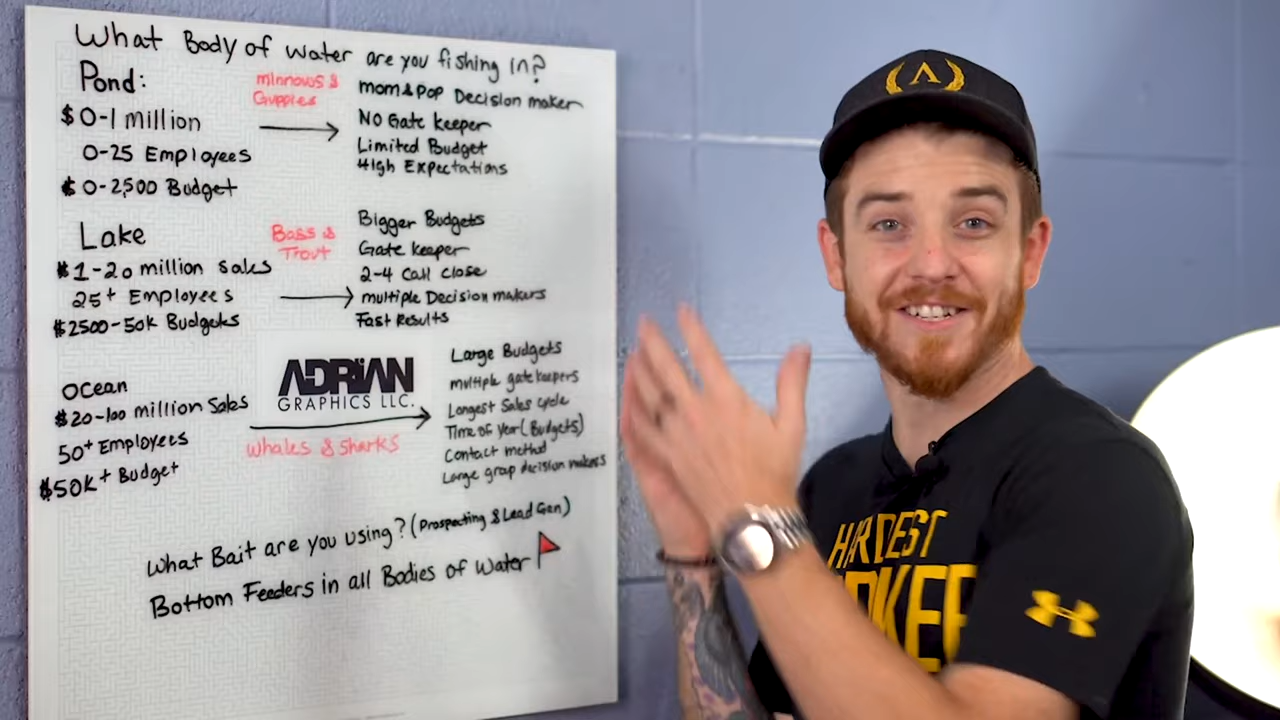 What Body of water are you fishing in?
Pond:
minnows &
Guppies
mom & pop Decision maker
$0-1 million
NO Gate keeper
0-25 Employees
Limited Budget
High Expectations
$0-2,500 Budget
Lake
Bass &
Trout
Bigger Budgets
Gate keeper
$1-20 million sales
2-4 Call close
25+ Employees
multiple Decision makers
$2500-50k Budgets
Fast Results
Ocean
ADRiAN
GRAPHICS LLC.
Large Budgets
multiple gatekeepers
$20-100 million Sales
Longest Sales cycle
50+ Employees
whales & sharks
Time of year (Budgets)
Contact method
$50K+ Budget
Large group decision makers
What Bait are you using? (Prospecting & Lead Gen)
Bottom Feeders in all Bodies of Water
HARDEST